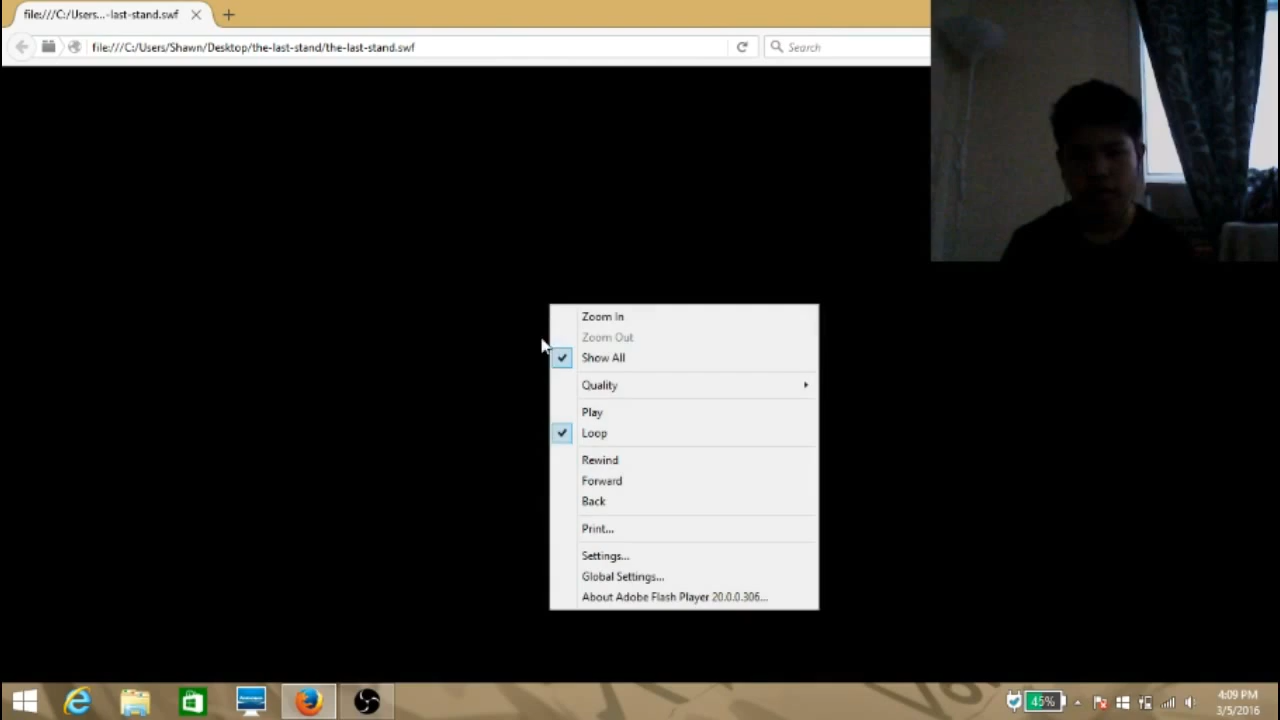 file:///C:/Users...-last-stand.swf
file:///C:/Users/Shawn/Desktop/the-last-stand/the-last-stand.swf
Search
Zoom In
Zoom Out
Show All
Quality
Play
Loop
Rewind
Forward
Back
Print...
Settings...
Global Settings...
About Adobe Flash Player 20.0.0.306...
45%
4:09 PM
3/5/2016